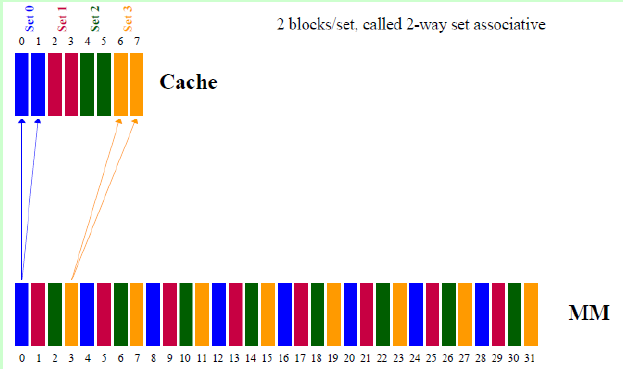 Set 0 Set 1 Set 2 Set 3
2 blocks/set, called 2-way set associative
0 1 2 3 4 5 6 7
Cache
MM
0 1 2 3 4 5 6 7 8 9 10 11 12 13 14 15 16 17 18 19 20 21 22 23 24 25 26 27 28 29 30 31